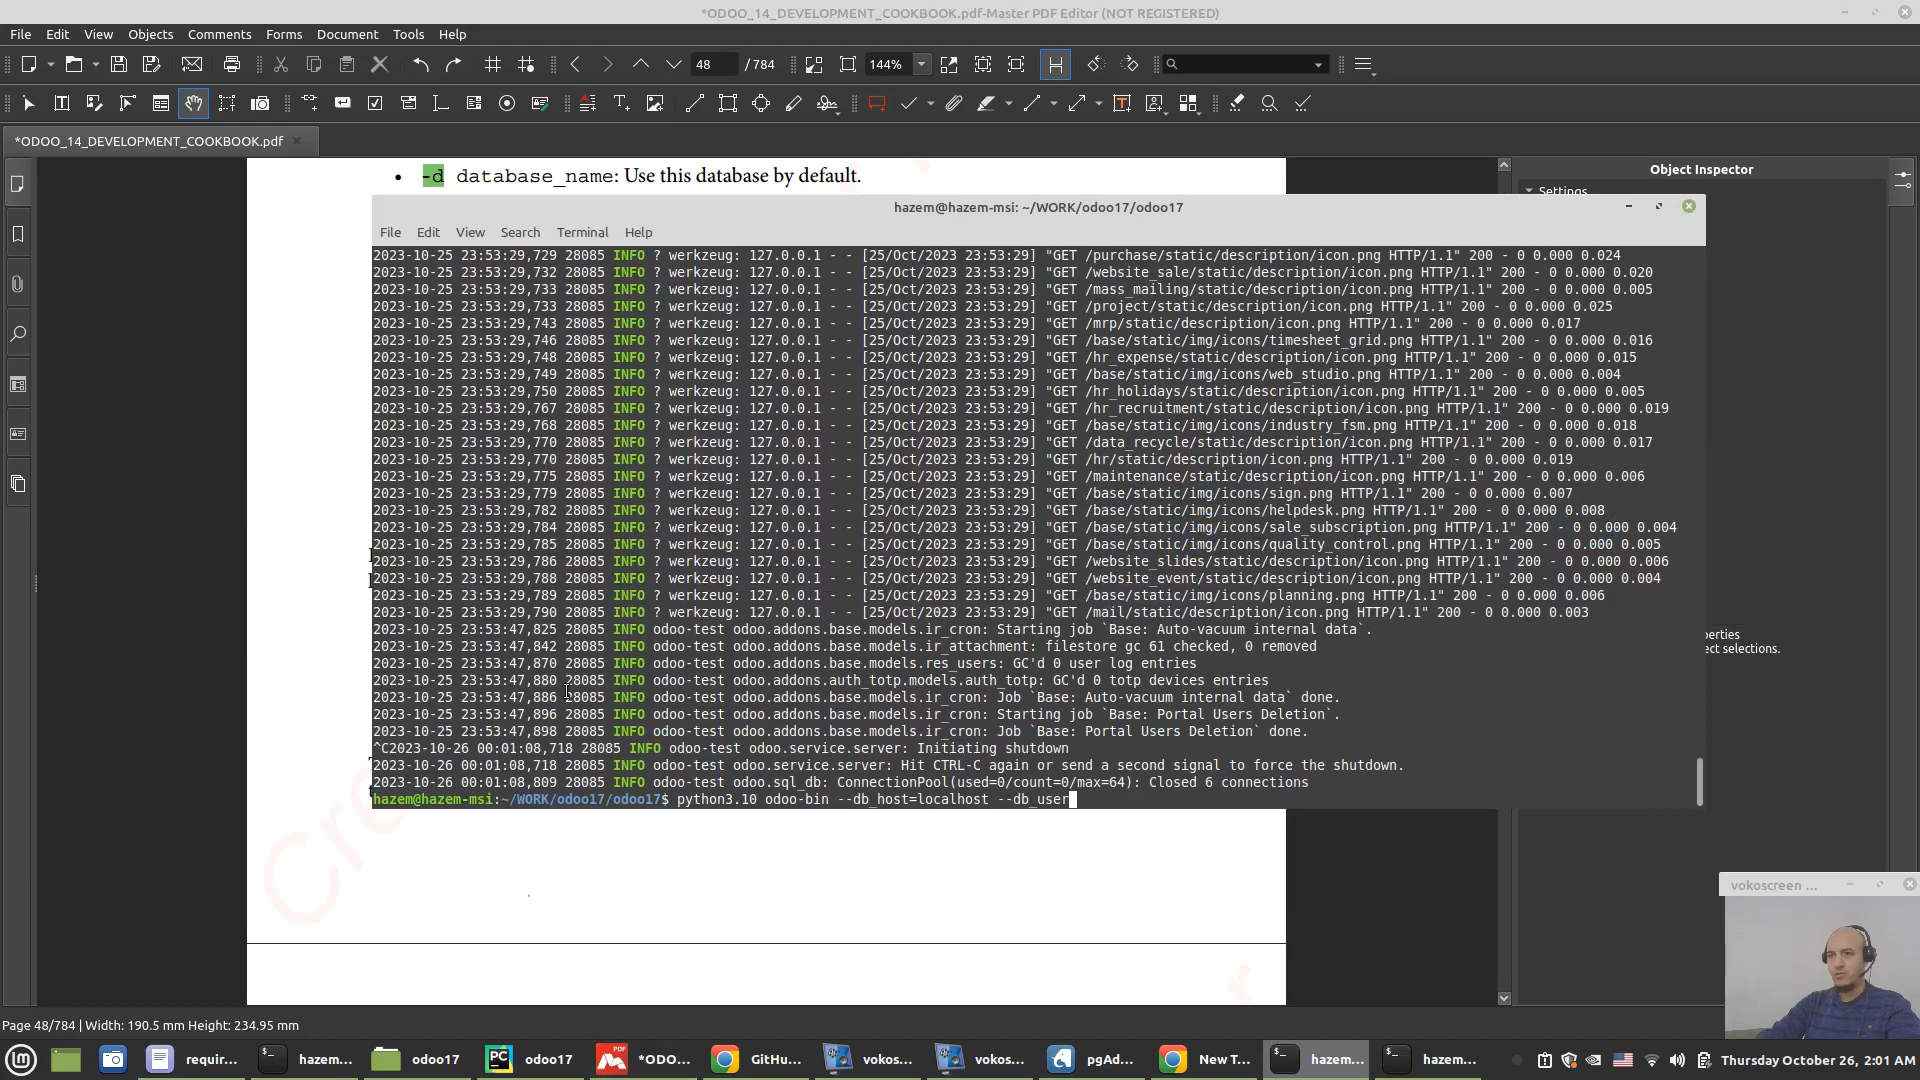 *ODOO_14_DEVELOPMENT_COOKBOOK.pdf-Master PDF Editor (NOT REGISTERED)
File Edit View Objects Comments Forms Document Tools Help
48 / 784 144%
*ODOO_14_DEVELOPMENT_COOKBOOK.pdf
Object Inspector
Settings
• -d database_name: Use this database by default.
hazem@hazem-msi: ~/WORK/odoo17/odoo17
File Edit View Search Terminal Help
2023-10-25 23:53:29,729 28085 INFO ? werkzeug: 127.0.0.1 - - [25/Oct/2023 23:53:29] "GET /purchase/static/description/icon.png HTTP/1.1" 200 - 0 0.000 0.024
2023-10-25 23:53:29,732 28085 INFO ? werkzeug: 127.0.0.1 - - [25/Oct/2023 23:53:29] "GET /website_sale/static/description/icon.png HTTP/1.1" 200 - 0 0.000 0.020
2023-10-25 23:53:29,733 28085 INFO ? werkzeug: 127.0.0.1 - - [25/Oct/2023 23:53:29] "GET /mass_mailing/static/description/icon.png HTTP/1.1" 200 - 0 0.000 0.005
2023-10-25 23:53:29,733 28085 INFO ? werkzeug: 127.0.0.1 - - [25/Oct/2023 23:53:29] "GET /project/static/description/icon.png HTTP/1.1" 200 - 0 0.000 0.025
2023-10-25 23:53:29,743 28085 INFO ? werkzeug: 127.0.0.1 - - [25/Oct/2023 23:53:29] "GET /mrp/static/description/icon.png HTTP/1.1" 200 - 0 0.000 0.017
2023-10-25 23:53:29,746 28085 INFO ? werkzeug: 127.0.0.1 - - [25/Oct/2023 23:53:29] "GET /base/static/img/icons/timesheet_grid.png HTTP/1.1" 200 - 0 0.000 0.016
2023-10-25 23:53:29,748 28085 INFO ? werkzeug: 127.0.0.1 - - [25/Oct/2023 23:53:29] "GET /hr_expense/static/description/icon.png HTTP/1.1" 200 - 0 0.000 0.015
2023-10-25 23:53:29,749 28085 INFO ? werkzeug: 127.0.0.1 - - [25/Oct/2023 23:53:29] "GET /base/static/img/icons/web_studio.png HTTP/1.1" 200 - 0 0.000 0.004
2023-10-25 23:53:29,750 28085 INFO ? werkzeug: 127.0.0.1 - - [25/Oct/2023 23:53:29] "GET /hr_holidays/static/description/icon.png HTTP/1.1" 200 - 0 0.000 0.005
2023-10-25 23:53:29,767 28085 INFO ? werkzeug: 127.0.0.1 - - [25/Oct/2023 23:53:29] "GET /hr_recruitment/static/description/icon.png HTTP/1.1" 200 - 0 0.000 0.019
2023-10-25 23:53:29,768 28085 INFO ? werkzeug: 127.0.0.1 - - [25/Oct/2023 23:53:29] "GET /base/static/img/icons/industry_fsm.png HTTP/1.1" 200 - 0 0.000 0.018
2023-10-25 23:53:29,770 28085 INFO ? werkzeug: 127.0.0.1 - - [25/Oct/2023 23:53:29] "GET /data_recycle/static/description/icon.png HTTP/1.1" 200 - 0 0.000 0.017
2023-10-25 23:53:29,770 28085 INFO ? werkzeug: 127.0.0.1 - - [25/Oct/2023 23:53:29] "GET /hr/static/description/icon.png HTTP/1.1" 200 - 0 0.000 0.019
2023-10-25 23:53:29,775 28085 INFO ? werkzeug: 127.0.0.1 - - [25/Oct/2023 23:53:29] "GET /maintenance/static/description/icon.png HTTP/1.1" 200 - 0 0.000 0.006
2023-10-25 23:53:29,779 28085 INFO ? werkzeug: 127.0.0.1 - - [25/Oct/2023 23:53:29] "GET /base/static/img/icons/sign.png HTTP/1.1" 200 - 0 0.000 0.007
2023-10-25 23:53:29,782 28085 INFO ? werkzeug: 127.0.0.1 - - [25/Oct/2023 23:53:29] "GET /base/static/img/icons/helpdesk.png HTTP/1.1" 200 - 0 0.000 0.008
2023-10-25 23:53:29,784 28085 INFO ? werkzeug: 127.0.0.1 - - [25/Oct/2023 23:53:29] "GET /base/static/img/icons/sale_subscription.png HTTP/1.1" 200 - 0 0.000 0.004
2023-10-25 23:53:29,785 28085 INFO ? werkzeug: 127.0.0.1 - - [25/Oct/2023 23:53:29] "GET /base/static/img/icons/quality_control.png HTTP/1.1" 200 - 0 0.000 0.005
2023-10-25 23:53:29,786 28085 INFO ? werkzeug: 127.0.0.1 - - [25/Oct/2023 23:53:29] "GET /website_slides/static/description/icon.png HTTP/1.1" 200 - 0 0.000 0.006
2023-10-25 23:53:29,788 28085 INFO ? werkzeug: 127.0.0.1 - - [25/Oct/2023 23:53:29] "GET /website_event/static/description/icon.png HTTP/1.1" 200 - 0 0.000 0.004
2023-10-25 23:53:29,789 28085 INFO ? werkzeug: 127.0.0.1 - - [25/Oct/2023 23:53:29] "GET /base/static/img/icons/planning.png HTTP/1.1" 200 - 0 0.000 0.006
2023-10-25 23:53:29,790 28085 INFO ? werkzeug: 127.0.0.1 - - [25/Oct/2023 23:53:29] "GET /mail/static/description/icon.png HTTP/1.1" 200 - 0 0.000 0.003
2023-10-25 23:53:47,825 28085 INFO odoo-test odoo.addons.base.models.ir_cron: Starting job `Base: Auto-vacuum internal data`.
2023-10-25 23:53:47,842 28085 INFO odoo-test odoo.addons.base.models.ir_attachment: filestore gc 61 checked, 0 removed
2023-10-25 23:53:47,870 28085 INFO odoo-test odoo.addons.base.models.res_users: GC'd 0 user log entries
2023-10-25 23:53:47,880 28085 INFO odoo-test odoo.addons.auth_totp.models.auth_totp: GC'd 0 totp devices entries
2023-10-25 23:53:47,886 28085 INFO odoo-test odoo.addons.base.models.ir_cron: Job `Base: Auto-vacuum internal data` done.
2023-10-25 23:53:47,896 28085 INFO odoo-test odoo.addons.base.models.ir_cron: Starting job `Base: Portal Users Deletion`.
2023-10-25 23:53:47,898 28085 INFO odoo-test odoo.addons.base.models.ir_cron: Job `Base: Portal Users Deletion` done.
^C2023-10-26 00:01:08,718 28085 INFO odoo-test odoo.service.server: Initiating shutdown
2023-10-26 00:01:08,718 28085 INFO odoo-test odoo.service.server: Hit CTRL-C again or send a second signal to force the shutdown.
2023-10-26 00:01:08,809 28085 INFO odoo-test odoo.sql_db: ConnectionPool(used=0/count=0/max=64): Closed 6 connections
hazem@hazem-msi:~/WORK/odoo17/odoo17$ python3.10 odoo-bin --db_host=localhost --db_user
perties
ect selections.
Cre
r
vokoscreen ...
Page 48/784 | Width: 190.5 mm Height: 234.95 mm
requir... hazem... odoo17 odoo17 *ODO... GitHu... vokos... vokos... pgAd... New T... hazem... hazem... Thursday October 26, 2:01 AM